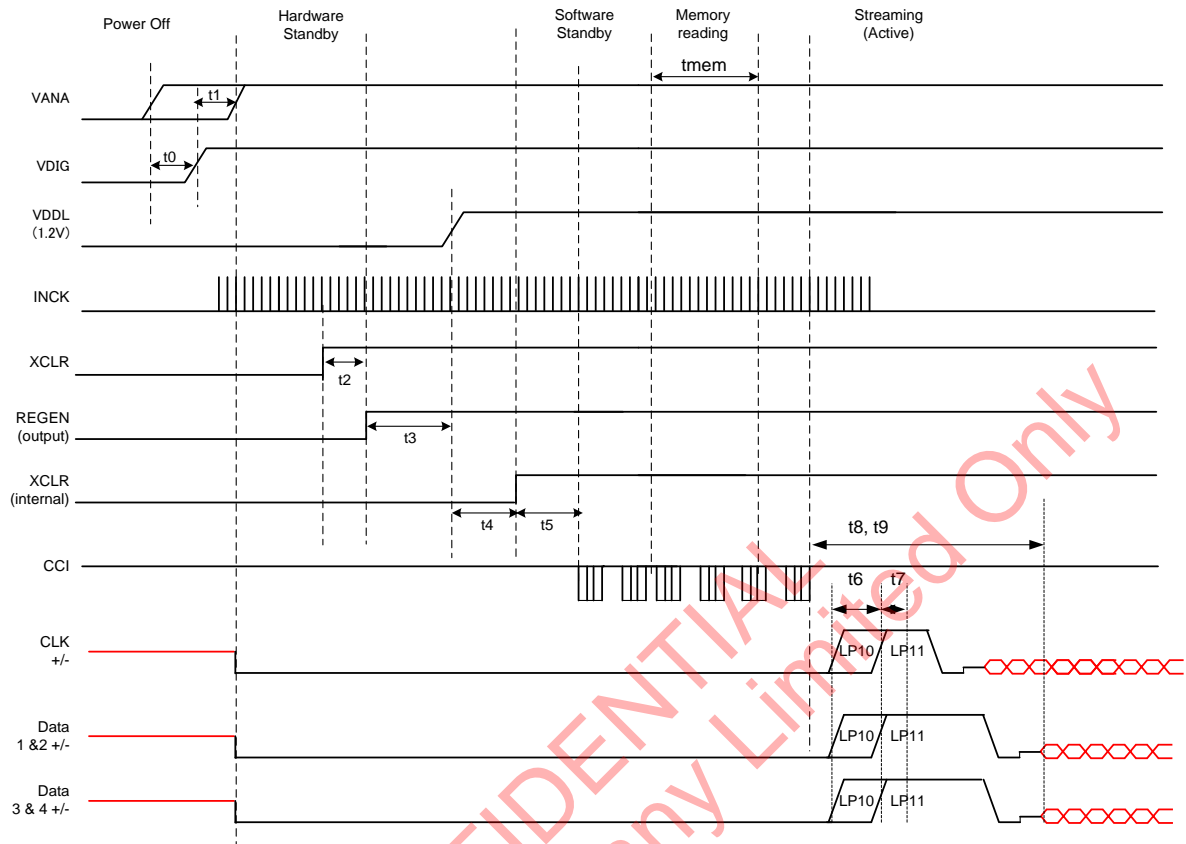 Power Off
Hardware
Standby
Software
Standby
Memory
reading
Streaming
(Active)
tmem
VANA
t1
VDIG
t0
VDDL
(1.2V)
INCK
XCLR
t2
REGEN
(output)
t3
XCLR
(internal)
t4
t5
t8, t9
CCI
t6
t7
CLK
+/-
LP10
LP11
Data
1 &2 +/-
LP10
LP11
Data
3 & 4 +/-
LP10
LP11
FIDENTIAL
any Limited Only